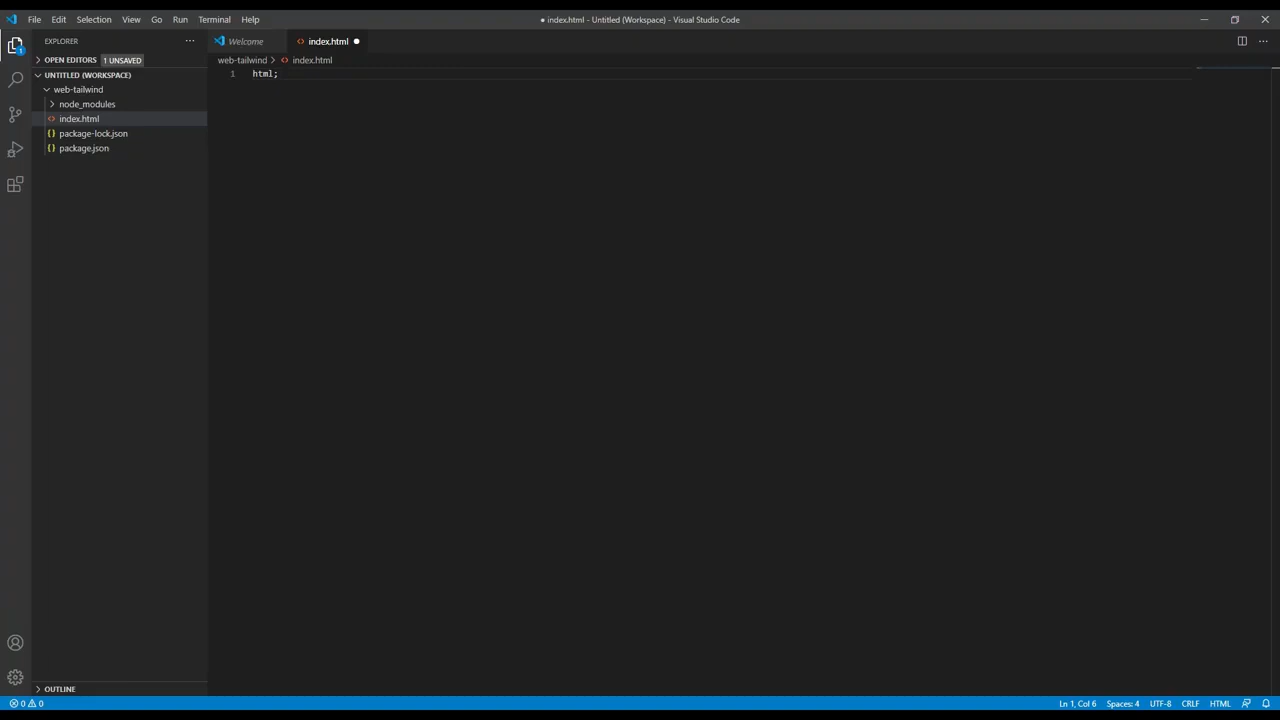 File Edit Selection View Go Run Terminal Help
● index.html - Untitled (Workspace) - Visual Studio Code
EXPLORER
Welcome
index.html
OPEN EDITORS 1 UNSAVED
web-tailwind > index.html
UNTITLED (WORKSPACE)
1 html;
web-tailwind
node_modules
index.html
package-lock.json
package.json
1
OUTLINE
0 0
Ln 1, Col 6 Spaces: 4 UTF-8 CRLF HTML